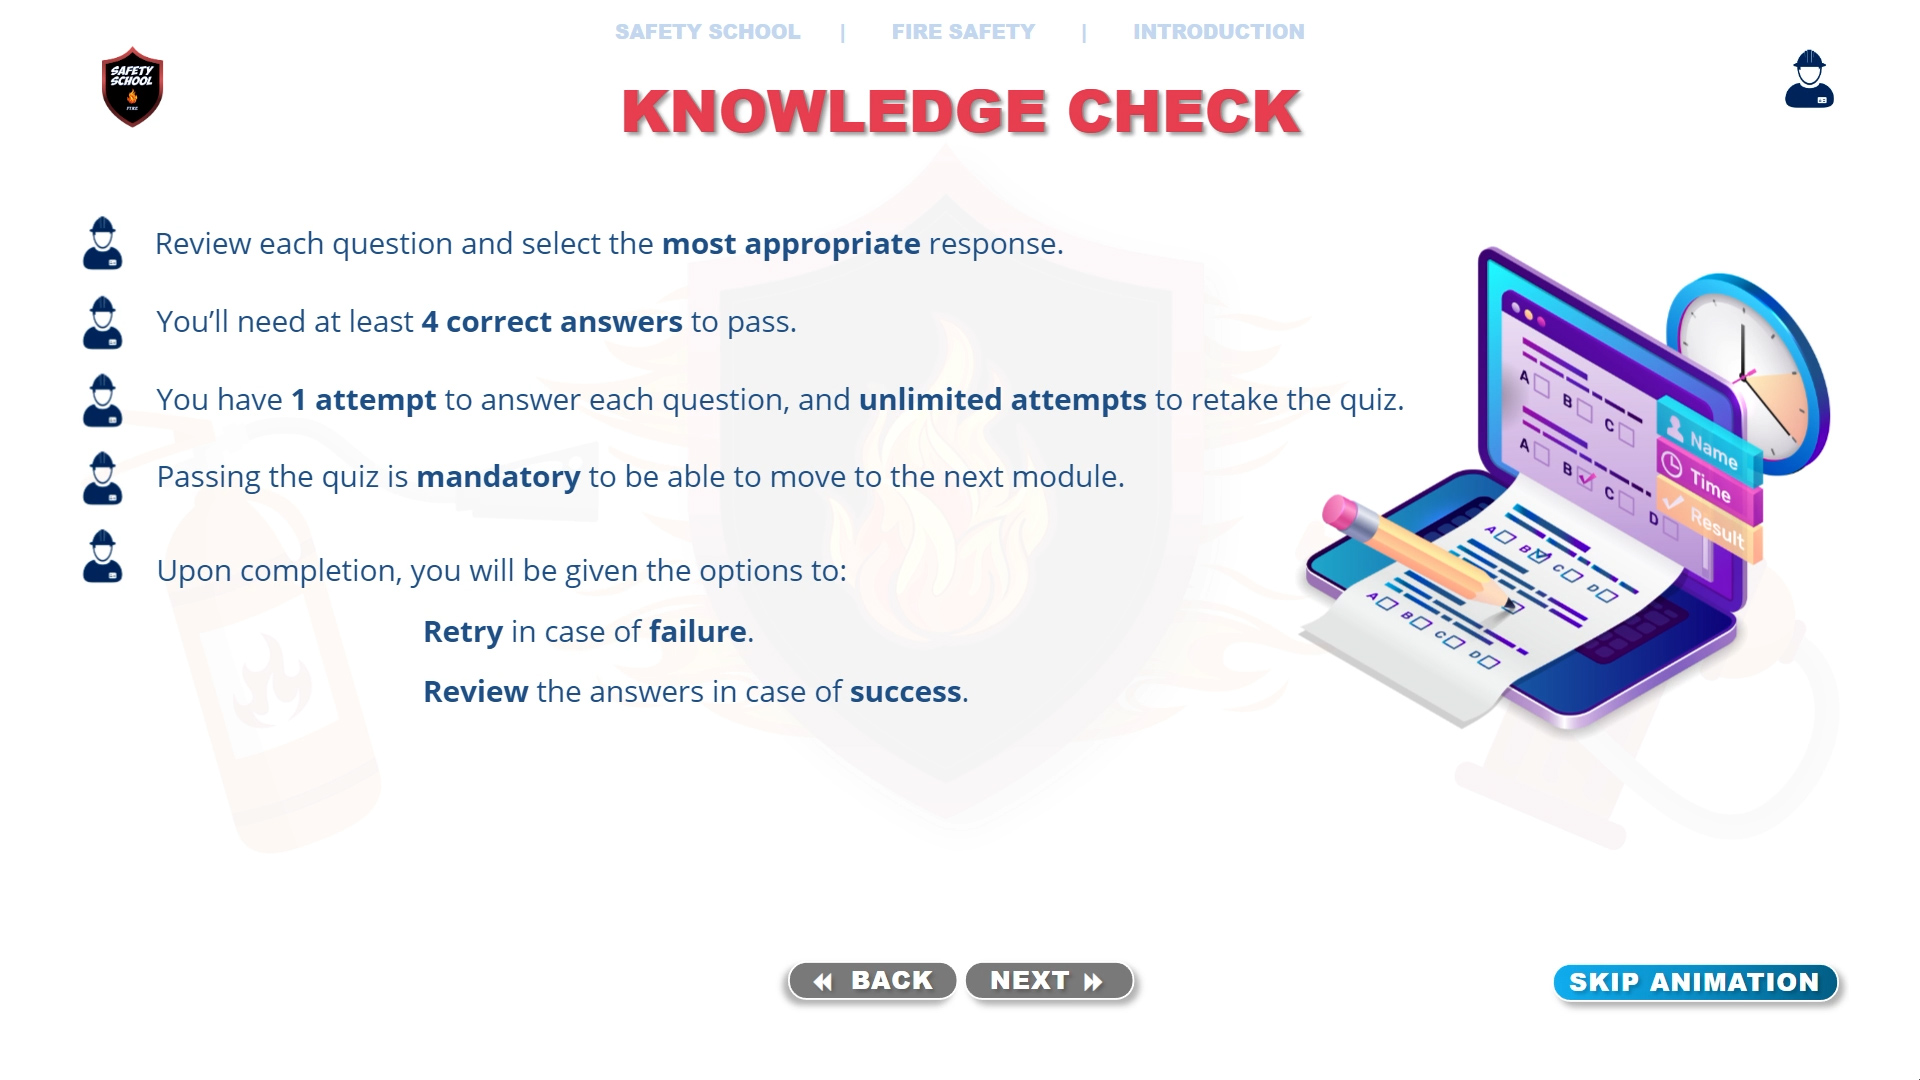 SAFETY SCHOOL | FIRE SAFETY | INTRODUCTION
SAFETY
SCHOOL
FIRE
KNOWLEDGE CHECK
Review each question and select the most appropriate response.
You’ll need at least 4 correct answers to pass.
You have 1 attempt to answer each question, and unlimited attempts to retake the quiz.
Passing the quiz is mandatory to be able to move to the next module.
Upon completion, you will be given the options to:
Retry in case of failure.
Review the answers in case of success.
A B C
A B C D
Name
Time
Result
A B C D
A B C D
BACK
NEXT
SKIP ANIMATION